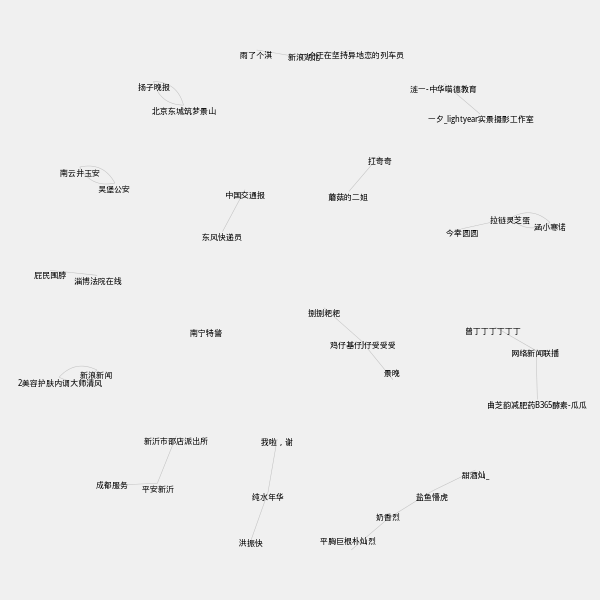 雨了个淇
新浪湖北
正在坚持异地恋的列车员
扬子晚报
北京东城筑梦景山
涟一-中华喵德教育
一夕_lightyear实景摄影工作室
扛奇奇
蘑菇的二姐
南云井玉安
吴堡公安
中国交通报
东风快递员
拉链灵芝蛋
涵小寒诺
今幸圆圆
屁民围脖
淄博法院在线
捌捌粑粑
南宁特警
鸡仔基仔J仔受受受
景晚
曾丁丁丁丁丁丁
网络新闻联播
曲芝韵减肥药B365酵素-瓜瓜
新浪新闻
2美容护肤内调大师清风
新沂市邵店派出所
成都服务
平安新沂
我啦，谢
纯水年华
洪振快
甜酒灿_
盐鱼懵虎
奶香烈
平胸巨根朴灿烈